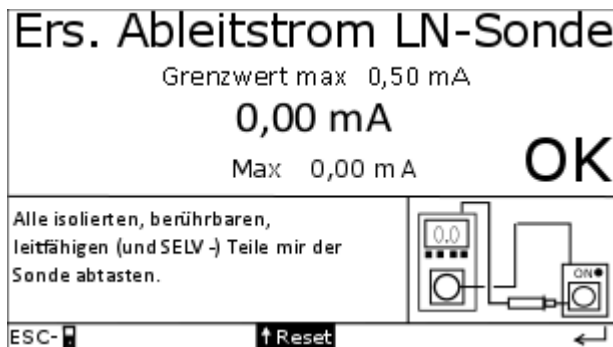 Ers. Ableitstrom LN-Sonde
Grenzwert max 0,50 mA
0,00 mA
OK
Max 0,00 mA
Alle isolierten, berührbaren,
leitfähigen (und SELV -) Teile mir der
Sonde abtasten.
0.0
ON
ESC-
↑ Reset